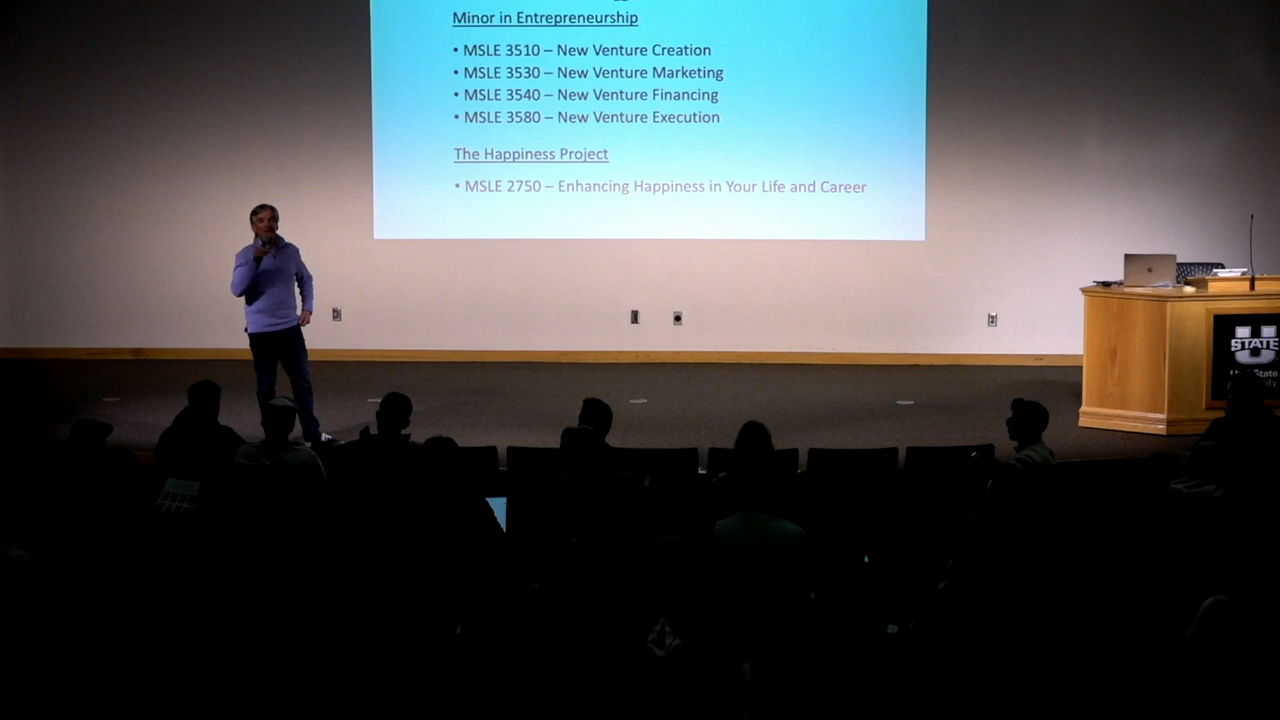 Minor in Entrepreneurship
• MSLE 3510 – New Venture Creation
• MSLE 3530 – New Venture Marketing
• MSLE 3540 – New Venture Financing
• MSLE 3580 – New Venture Execution
The Happiness Project
• MSLE 2750 – Enhancing Happiness in Your Life and Career
U
STATE
State